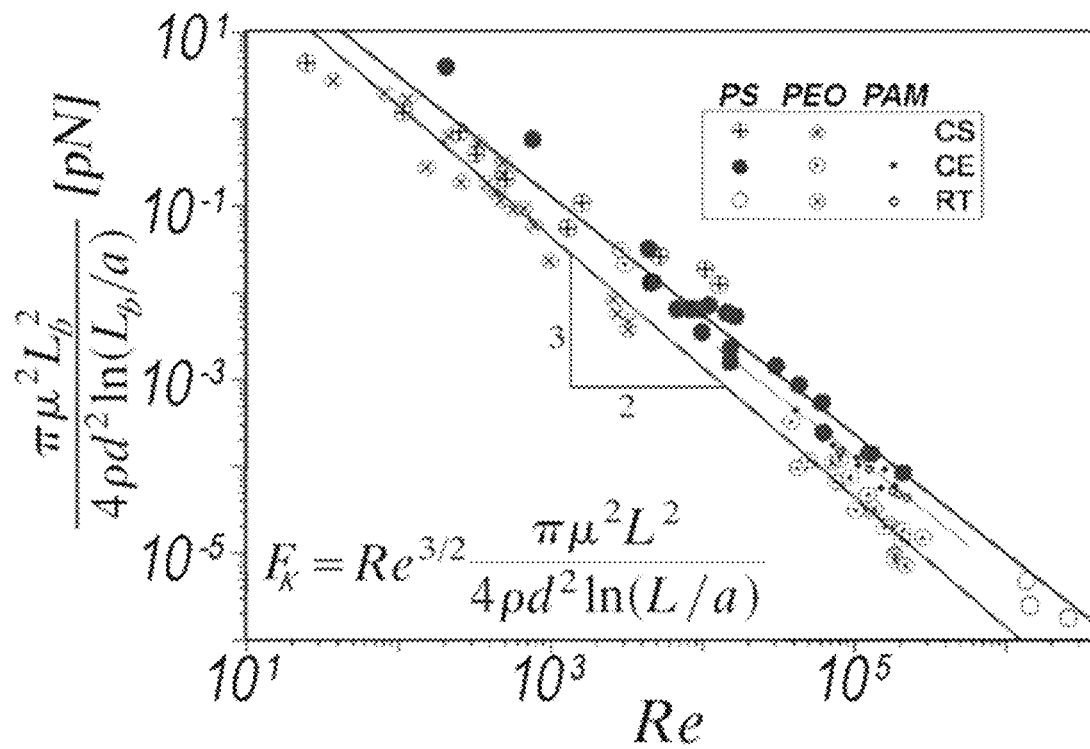 10^1
10^-1
10^-3
10^-5
πμ²L_b² / 4ρd² ln(L_b/a) [pN]
PS PEO PAM
CS
CE
RT
3
2
F_K = Re^{3/2} πμ²L² / 4ρd² ln(L/a)
10^1 10^3 10^5
Re